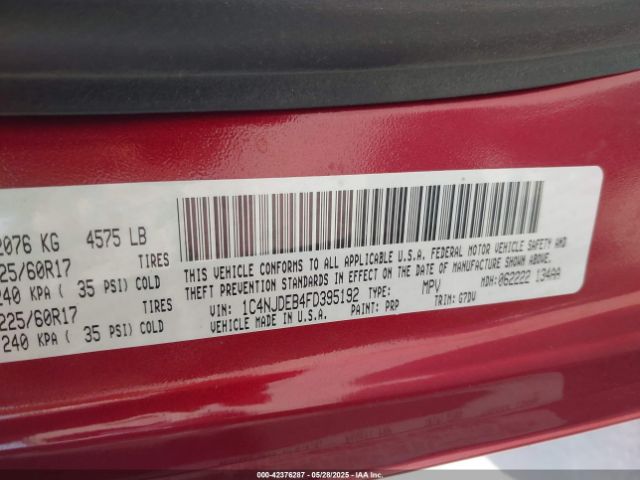 2076 KG 4575 LB
225/60R17 TIRES
240 KPA ( 35 PSI) COLD
225/60R17 TIRES
240 KPA ( 35 PSI) COLD
THIS VEHICLE CONFORMS TO ALL APPLICABLE U.S.A. FEDERAL MOTOR VEHICLE SAFETY AND
THEFT PREVENTION STANDARDS IN EFFECT ON THE DATE OF MANUFACTURE SHOWN ABOVE.
VIN: 1C4NJDEB4FD395192 TYPE: MPV MDH: 062222 134AA
VEHICLE MADE IN U.S.A. PAINT: PRP TRIM: G7DV
000-42376287 | 05/28/2025 | IAAI.COM